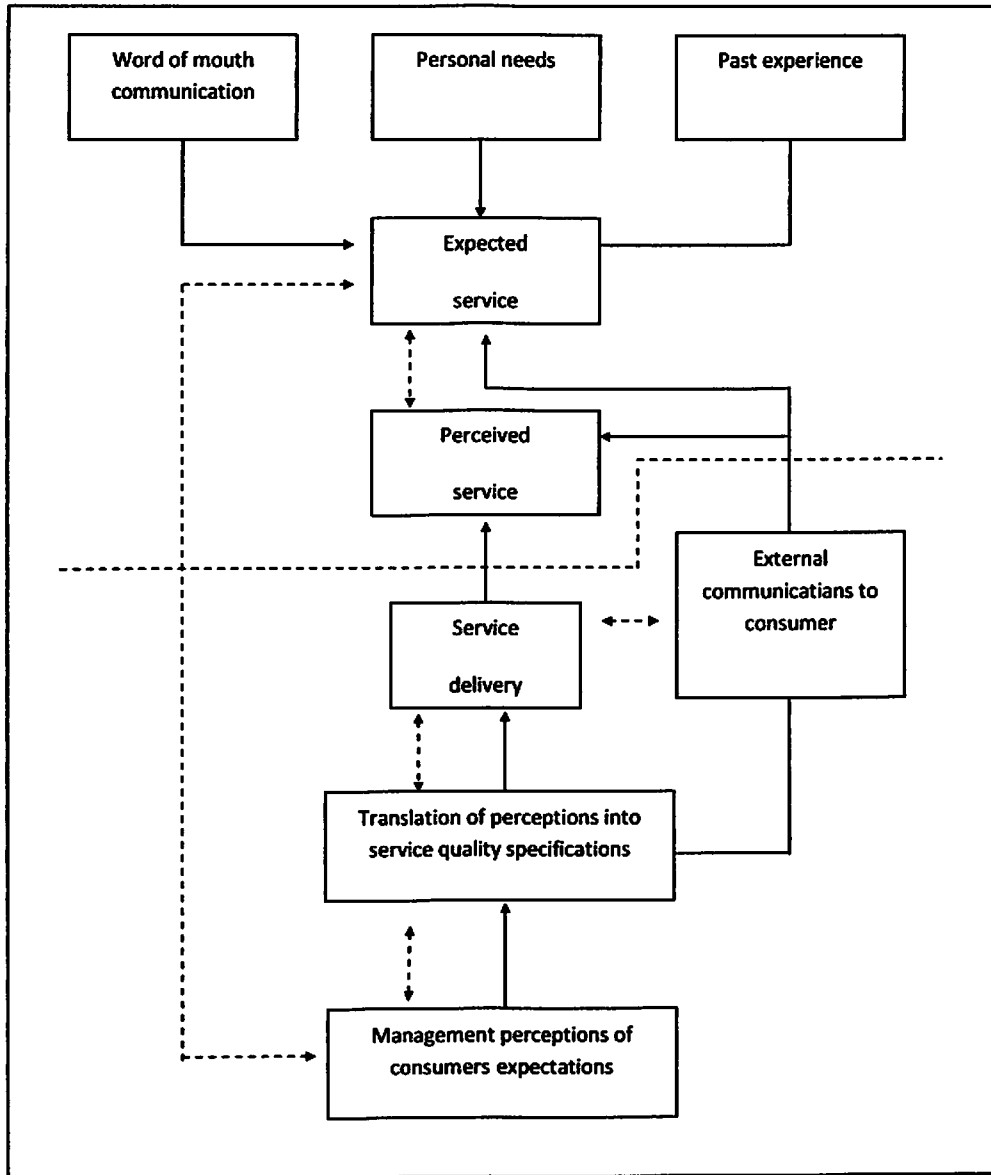 Word of mouth
communication
Personal needs
Past experience
Expected
service
Perceived
service
External
communicatians to
consumer
Service
delivery
Translation of perceptions into
service quality specifications
Management perceptions of
consumers expectations